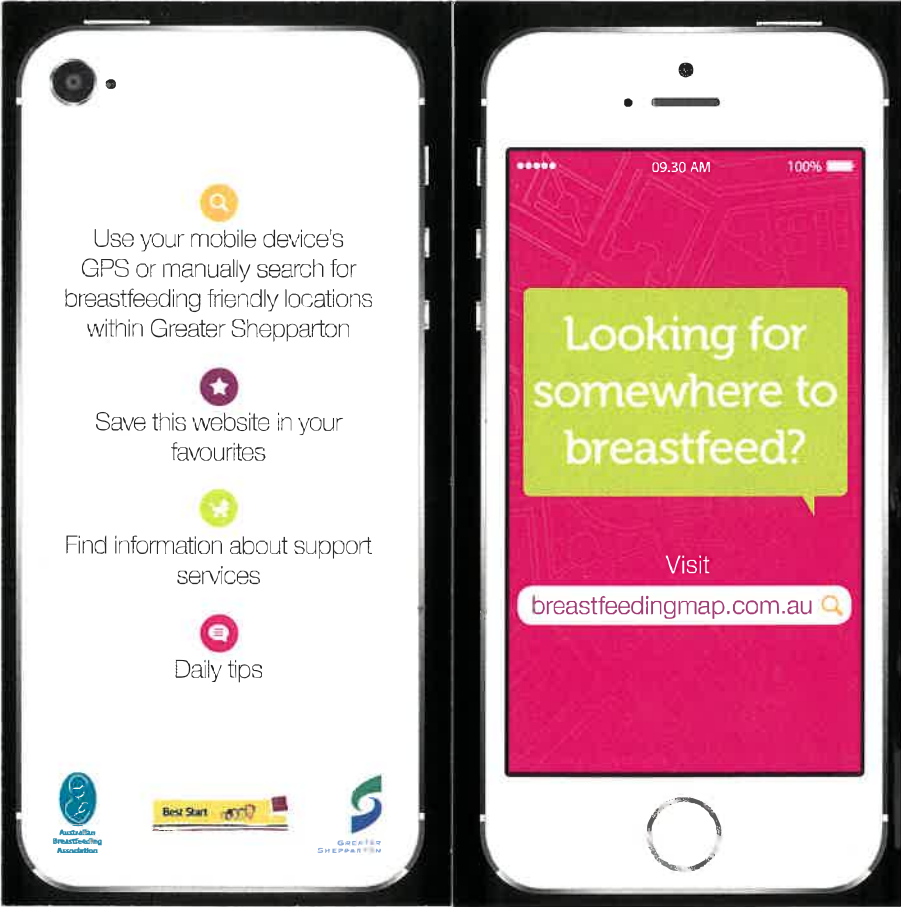 Use your mobile device's
GPS or manually search for
breastfeeding friendly locations
within Greater Shepparton
Save this website in your
favourites
Find information about support
services
Daily tips
Australian
Breastfeeding
Association
Best Start
GREATER
SHEPPARTON
09.30 AM
100%
Looking for
somewhere to
breastfeed?
Visit
breastfeedingmap.com.au